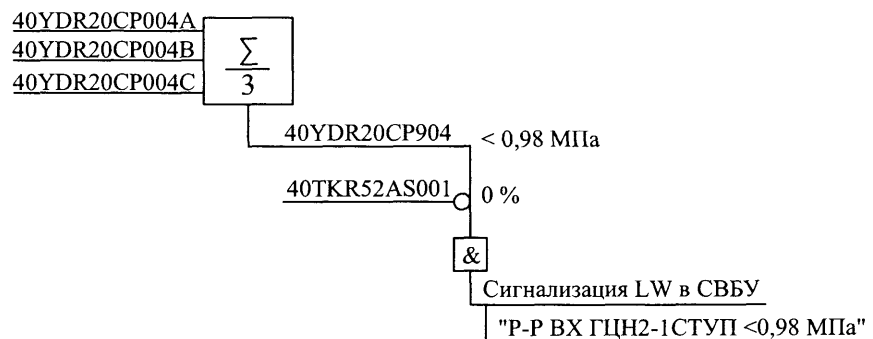 40YDR20CP004A
40YDR20CP004B
40YDR20CP004C
∑
3
40YDR20CP904 < 0,98 МПа
40TKR52AS001 0 %
&
Сигнализация LW в СВБУ
"Р-Р ВХ ГЦН2-1СТУП <0,98 МПа"